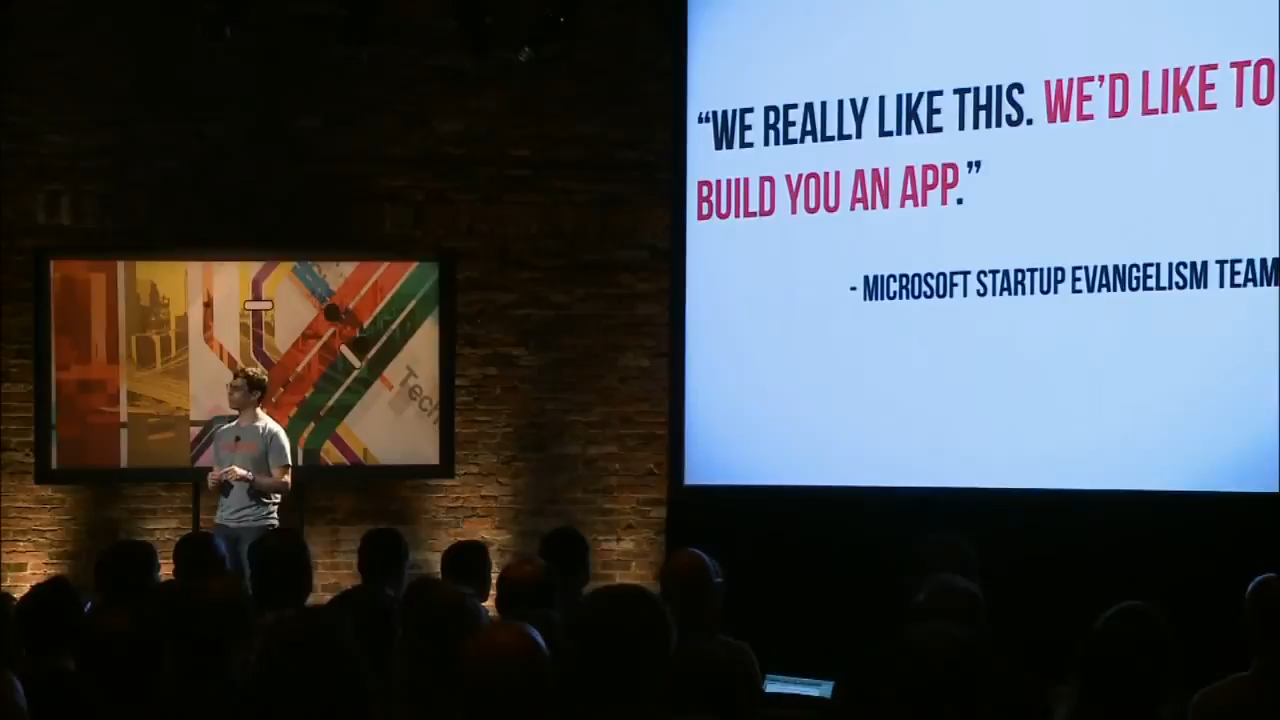 “WE REALLY LIKE THIS. WE’D LIKE TO
BUILD YOU AN APP.”
- MICROSOFT STARTUP EVANGELISM TEAM
Tech